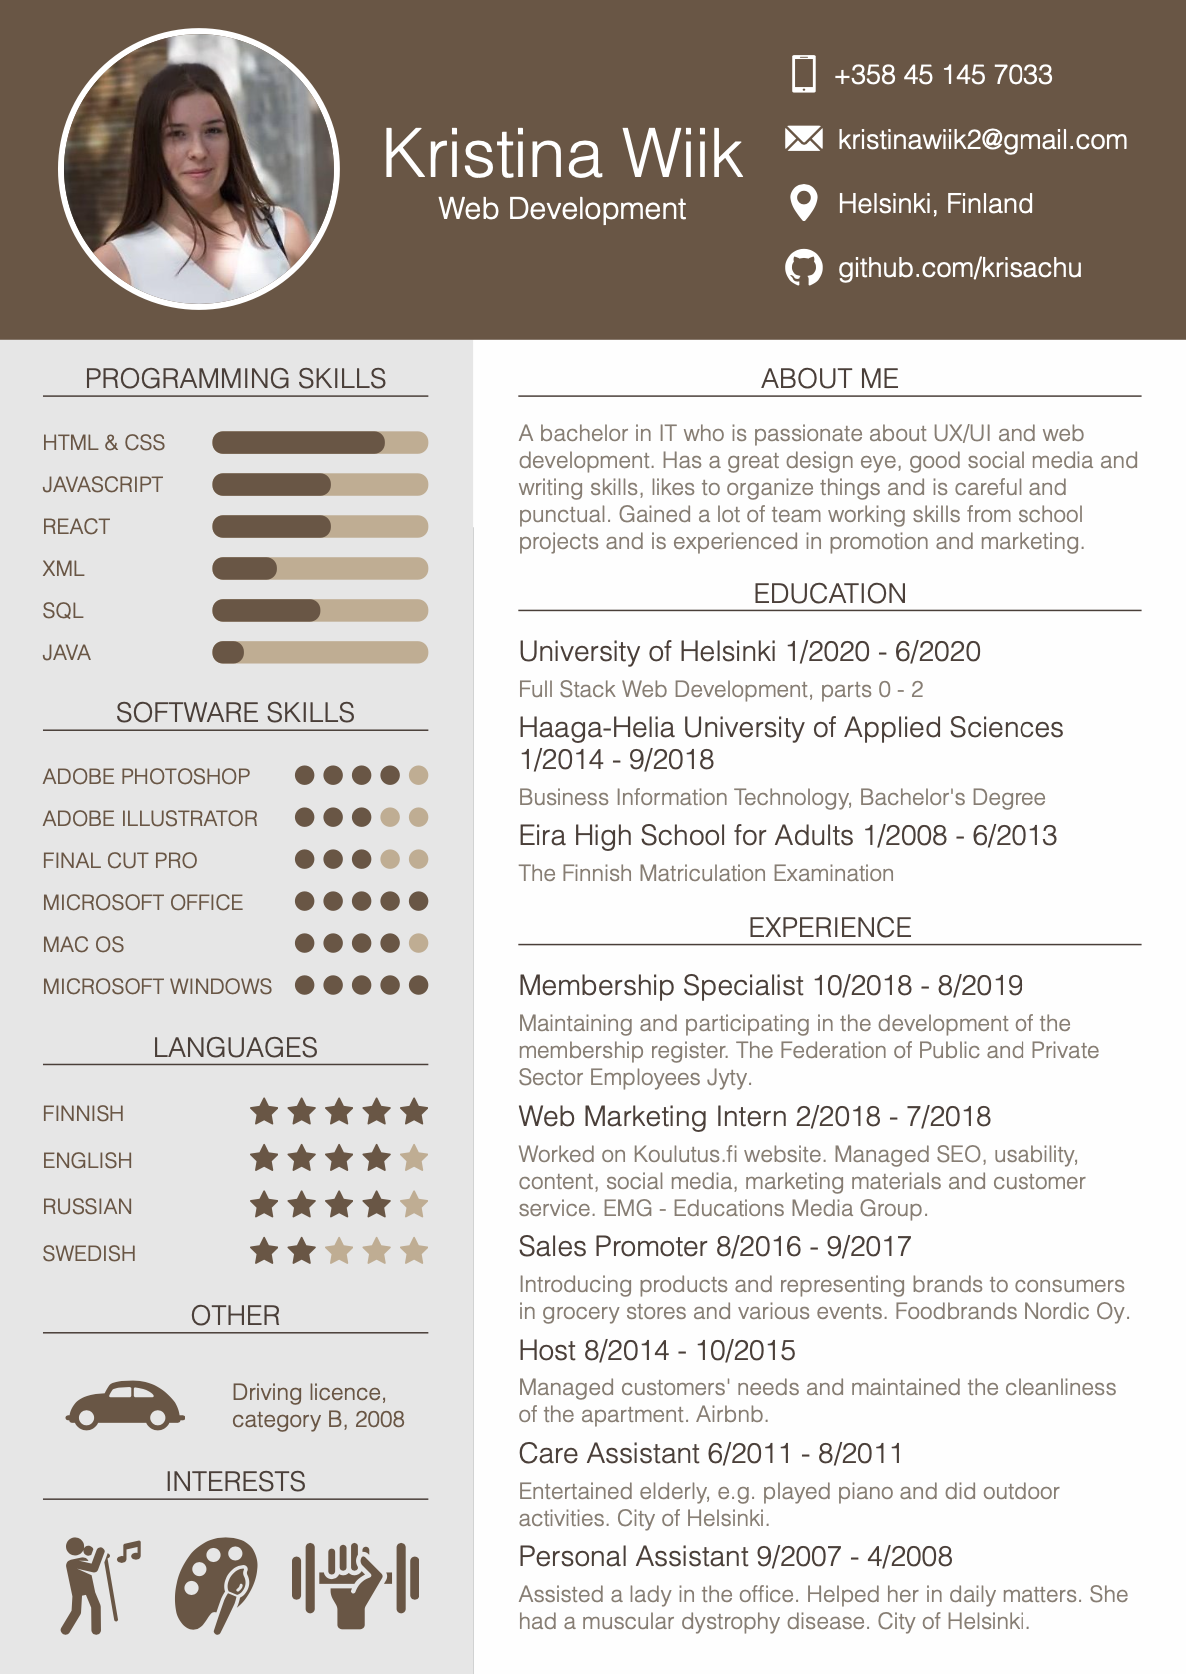 Kristina Wiik
Web Development
+358 45 145 7033
kristinawiik2@gmail.com
Helsinki, Finland
github.com/krisachu
PROGRAMMING SKILLS
HTML & CSS
JAVASCRIPT
REACT
XML
SQL
JAVA
SOFTWARE SKILLS
ADOBE PHOTOSHOP
ADOBE ILLUSTRATOR
FINAL CUT PRO
MICROSOFT OFFICE
MAC OS
MICROSOFT WINDOWS
LANGUAGES
FINNISH
ENGLISH
RUSSIAN
SWEDISH
OTHER
Driving licence,
category B, 2008
INTERESTS
ABOUT ME
A bachelor in IT who is passionate about UX/UI and web
development. Has a great design eye, good social media and
writing skills, likes to organize things and is careful and
punctual. Gained a lot of team working skills from school
projects and is experienced in promotion and marketing.
EDUCATION
University of Helsinki 1/2020 - 6/2020
Full Stack Web Development, parts 0 - 2
Haaga-Helia University of Applied Sciences
1/2014 - 9/2018
Business Information Technology, Bachelor's Degree
Eira High School for Adults 1/2008 - 6/2013
The Finnish Matriculation Examination
EXPERIENCE
Membership Specialist 10/2018 - 8/2019
Maintaining and participating in the development of the
membership register. The Federation of Public and Private
Sector Employees Jyty.
Web Marketing Intern 2/2018 - 7/2018
Worked on Koulutus.fi website. Managed SEO, usability,
content, social media, marketing materials and customer
service. EMG - Educations Media Group.
Sales Promoter 8/2016 - 9/2017
Introducing products and representing brands to consumers
in grocery stores and various events. Foodbrands Nordic Oy.
Host 8/2014 - 10/2015
Managed customers' needs and maintained the cleanliness
of the apartment. Airbnb.
Care Assistant 6/2011 - 8/2011
Entertained elderly, e.g. played piano and did outdoor
activities. City of Helsinki.
Personal Assistant 9/2007 - 4/2008
Assisted a lady in the office. Helped her in daily matters. She
had a muscular dystrophy disease. City of Helsinki.